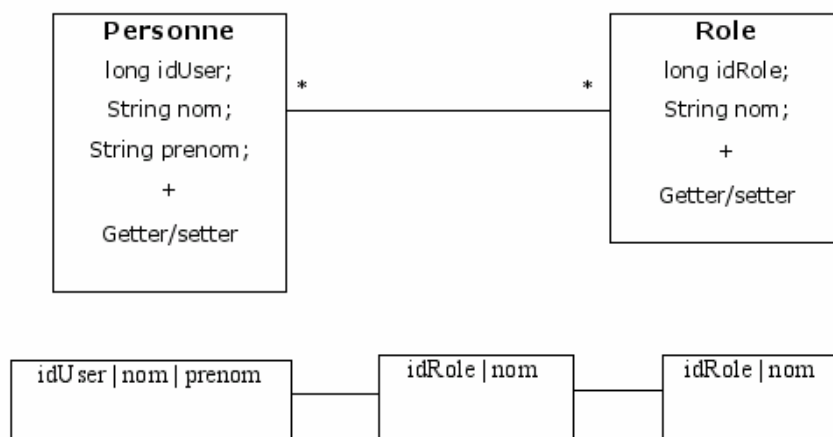 Personne
long idUser;
String nom;
String prenom;
+
Getter/setter
*
*
Role
long idRole;
String nom;
+
Getter/setter
idUser|nom|prenom
idRole|nom
idRole|nom